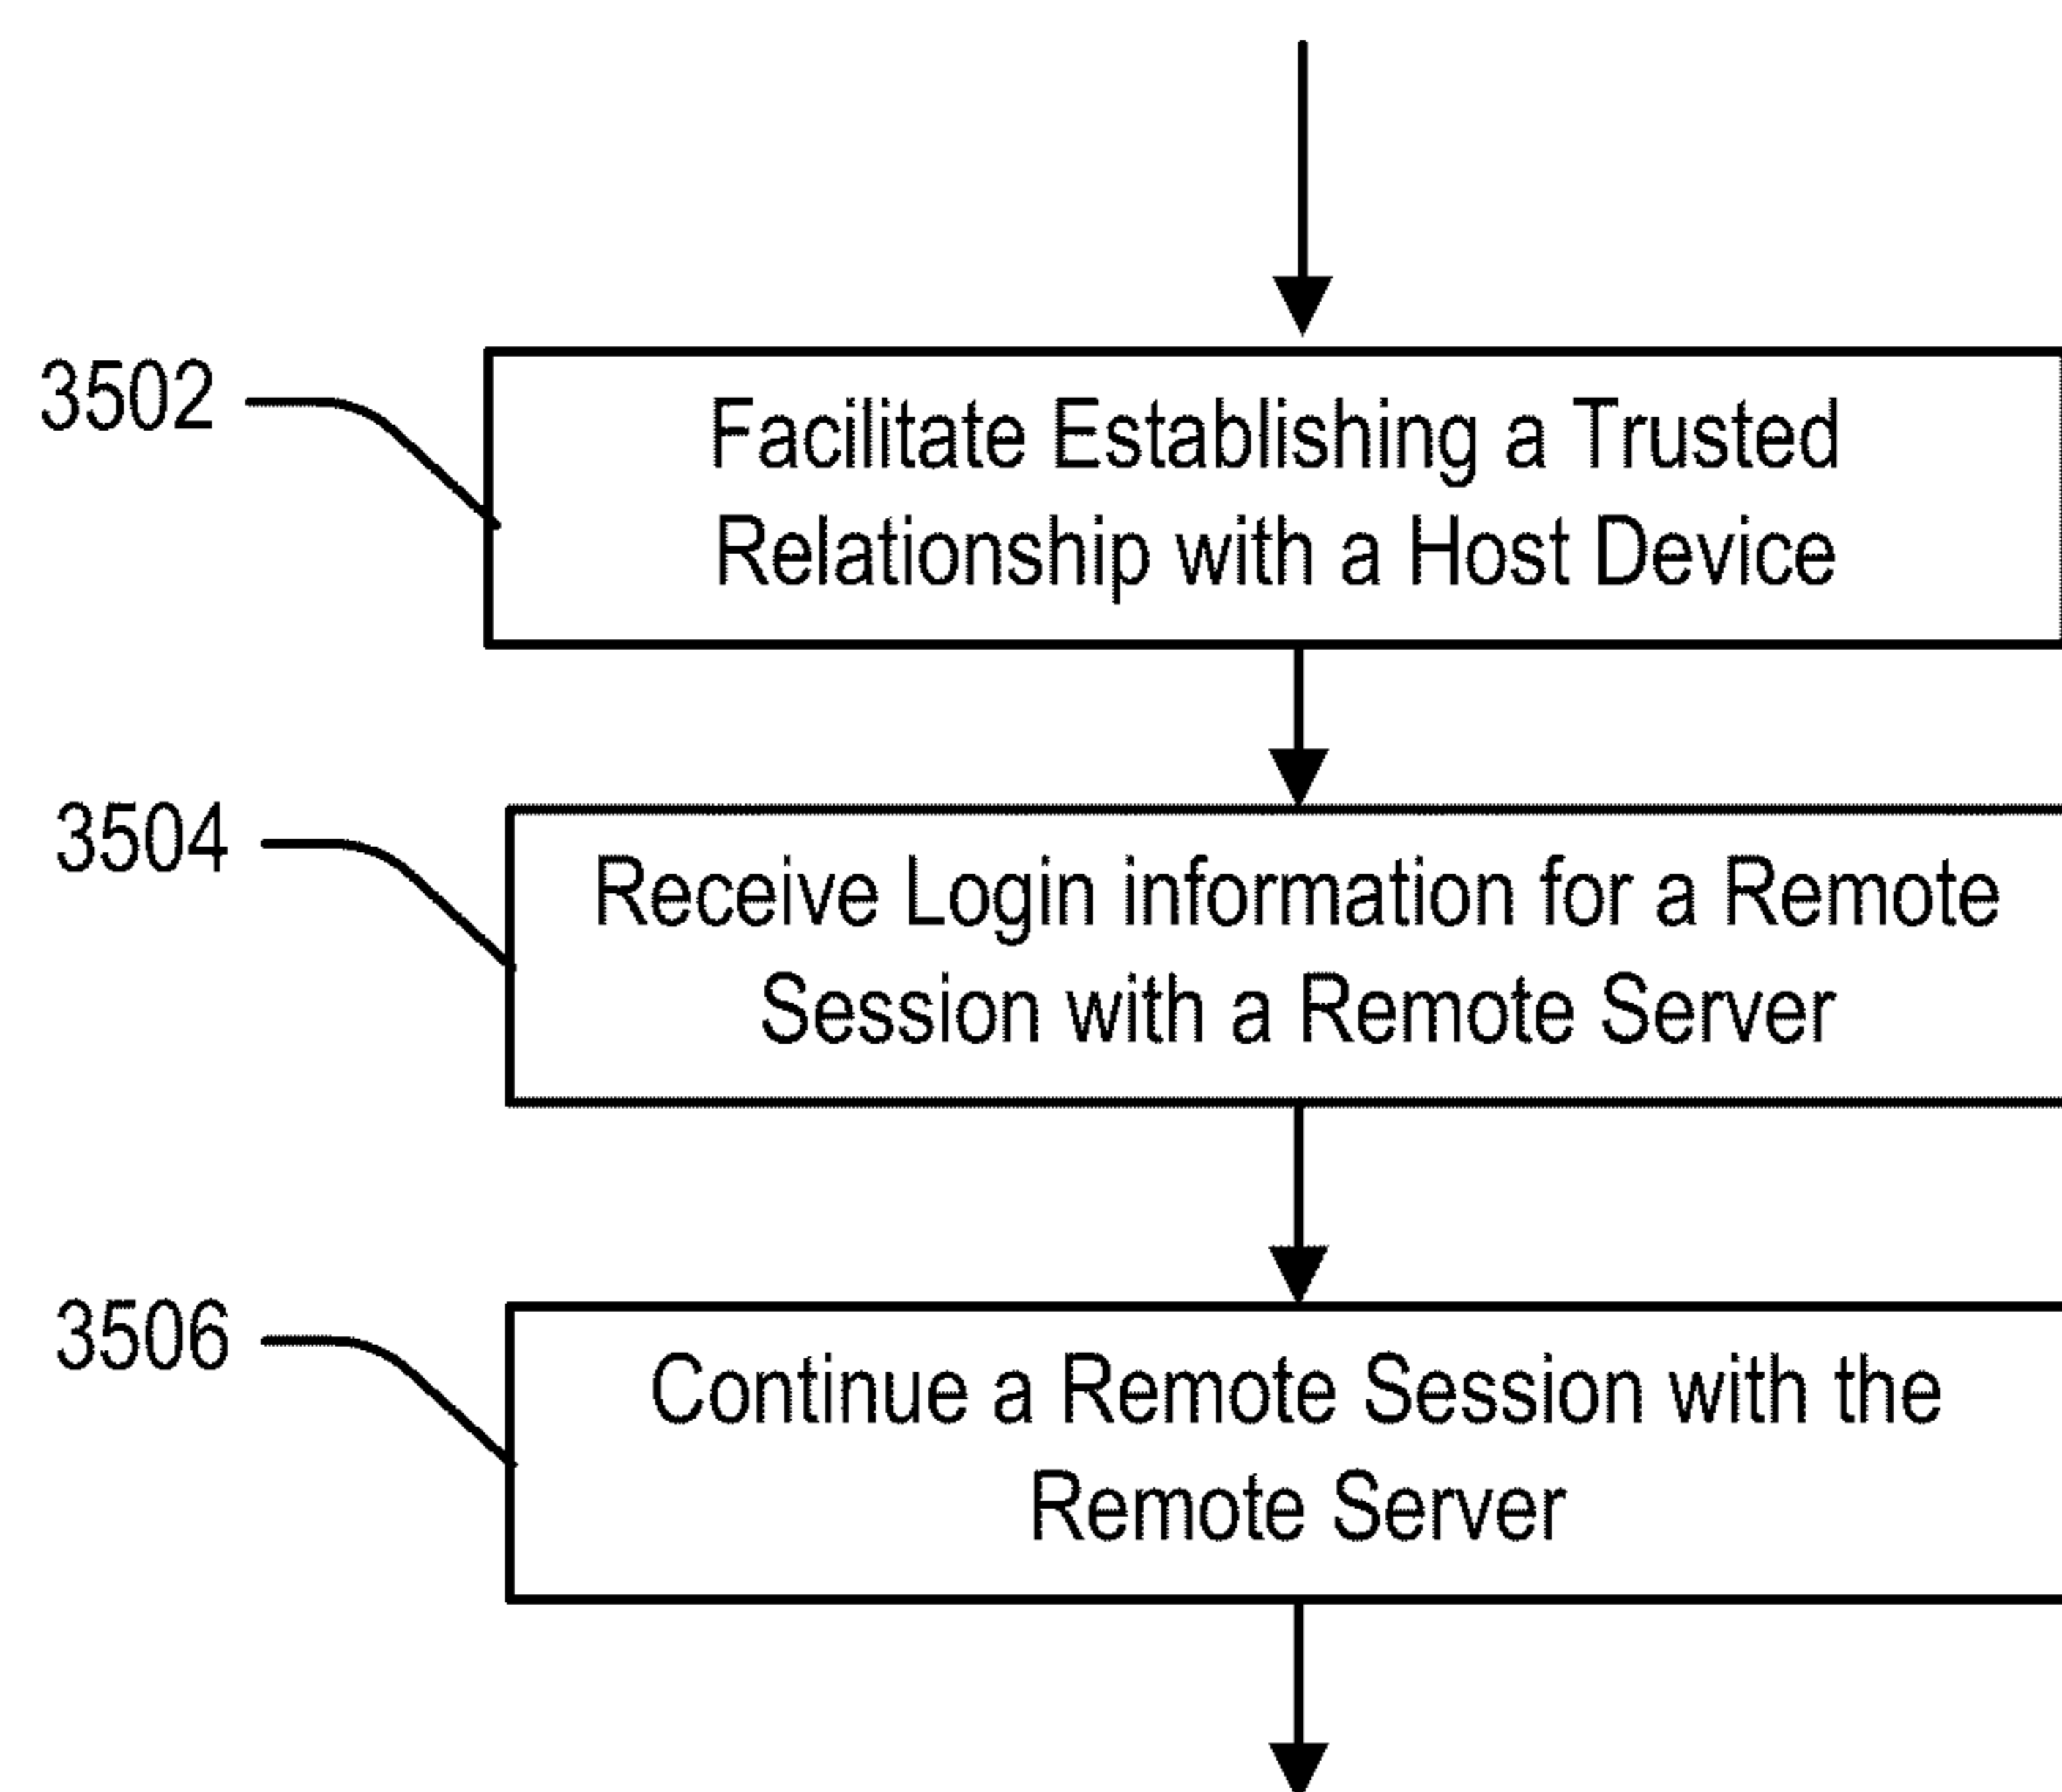 3502
Facilitate Establishing a Trusted
Relationship with a Host Device
3504
Receive Login information for a Remote
Session with a Remote Server
3506
Continue a Remote Session with the
Remote Server